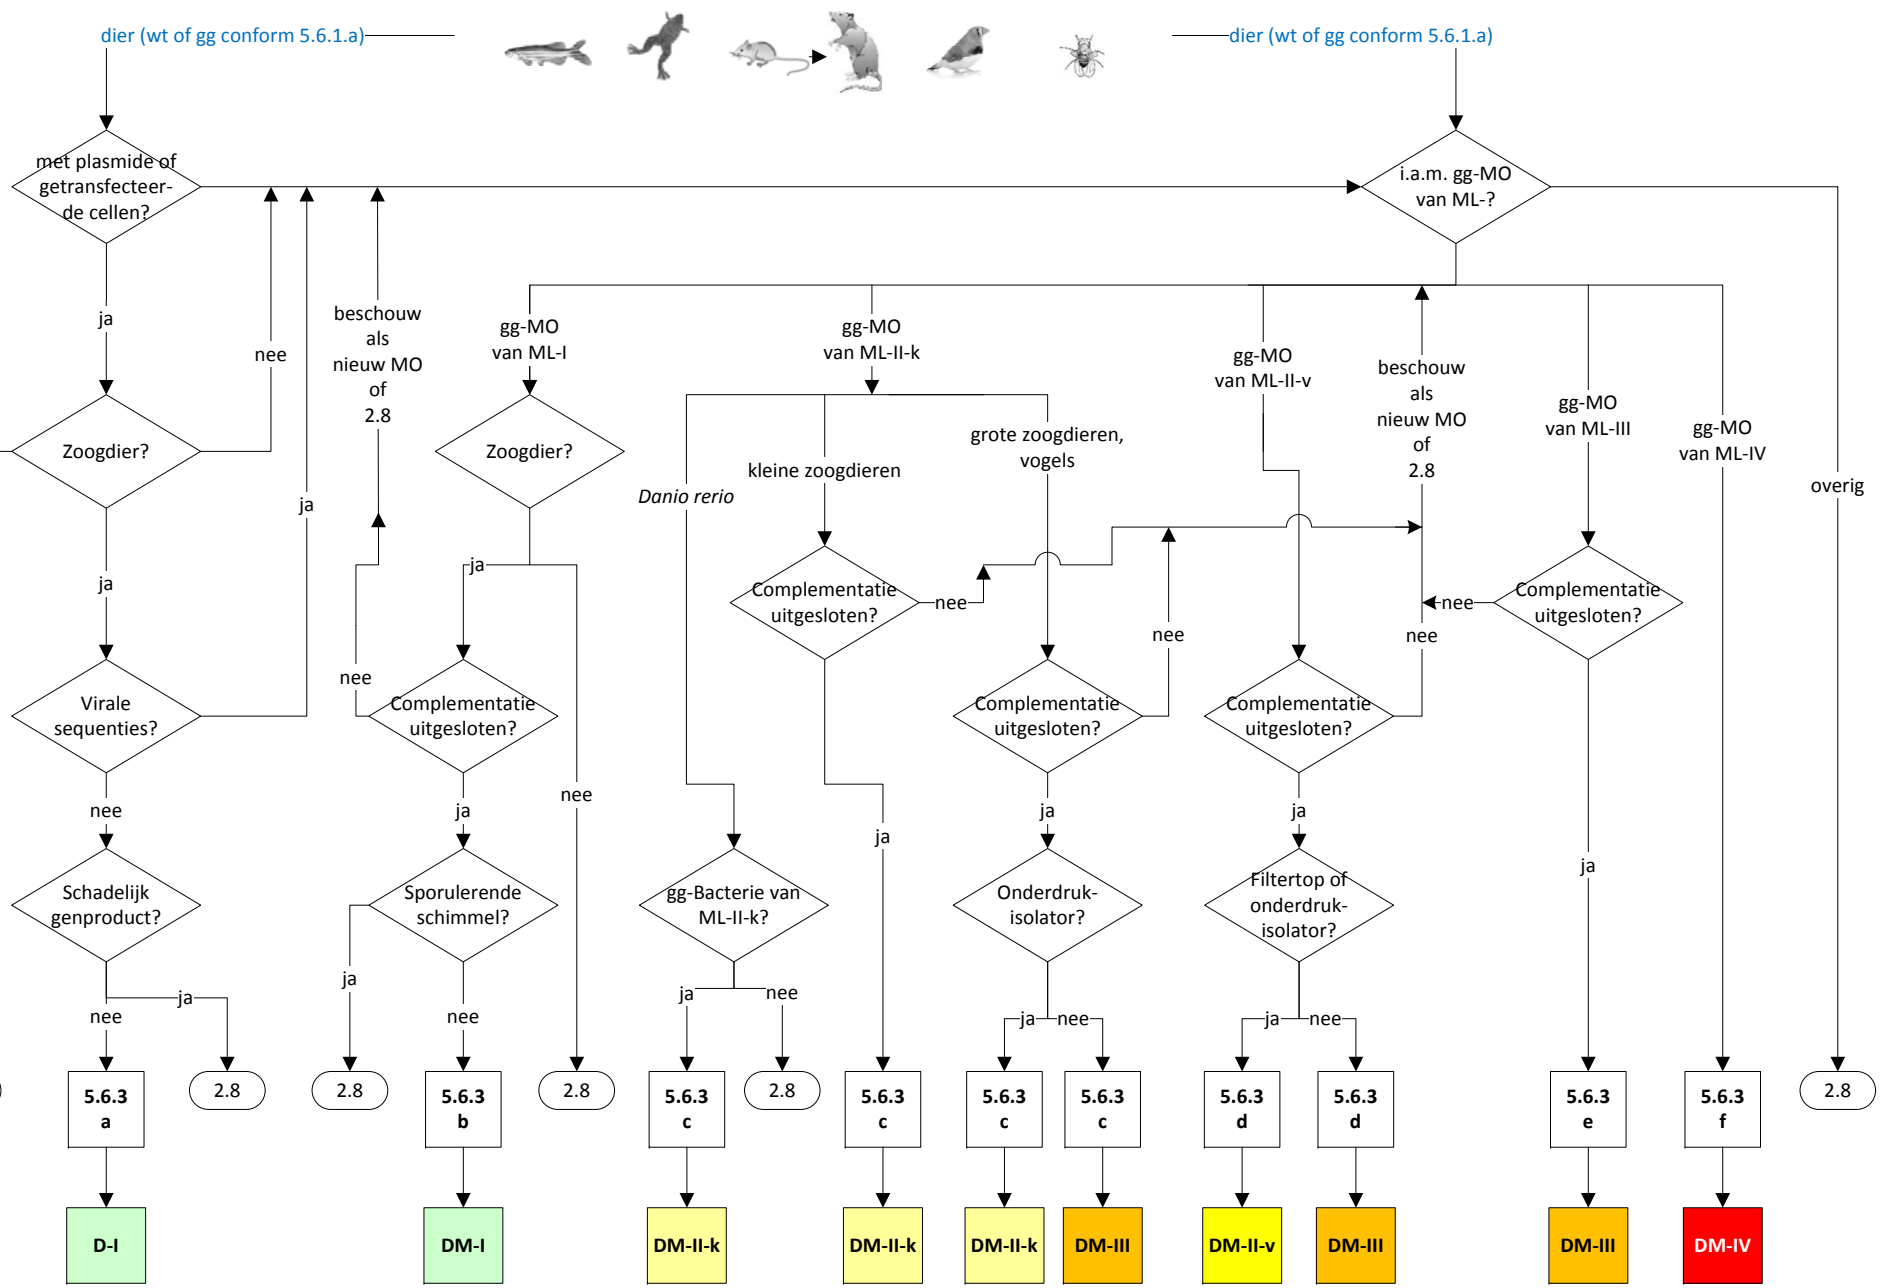 dier (wt of gg conform 5.6.1.a)
dier (wt of gg conform 5.6.1.a)
met plasmide of
getransfecteer-
de cellen?
i.a.m. gg-MO
van ML-?
ja
nee
beschouw
als
nieuw MO
of
2.8
gg-MO
van ML-I
gg-MO
van ML-II-k
gg-MO
van ML-II-v
beschouw
als
nieuw MO
of
2.8
gg-MO
van ML-III
gg-MO
van ML-IV
overig
Zoogdier?
ja
Zoogdier?
Danio rerio
kleine zoogdieren
grote zoogdieren,
vogels
ja
ja
nee
Complementatie
uitgesloten?
nee
nee
nee
nee
Complementatie
uitgesloten?
Virale
sequenties?
nee
Complementatie
uitgesloten?
Complementatie
uitgesloten?
Complementatie
uitgesloten?
nee
ja
ja
ja
ja
ja
Schadelijk
genproduct?
Sporulerende
schimmel?
gg-Bacterie van
ML-II-k?
Onderdruk-
isolator?
Filtertop of
onderdruk-
isolator?
nee
ja
ja
nee
ja
nee
ja
nee
ja
nee
5.6.3
a
2.8
2.8
5.6.3
b
2.8
5.6.3
c
2.8
5.6.3
c
5.6.3
c
5.6.3
c
5.6.3
d
5.6.3
d
5.6.3
e
5.6.3
f
2.8
D-I
DM-I
DM-II-k
DM-II-k
DM-II-k
DM-III
DM-II-v
DM-III
DM-III
DM-IV